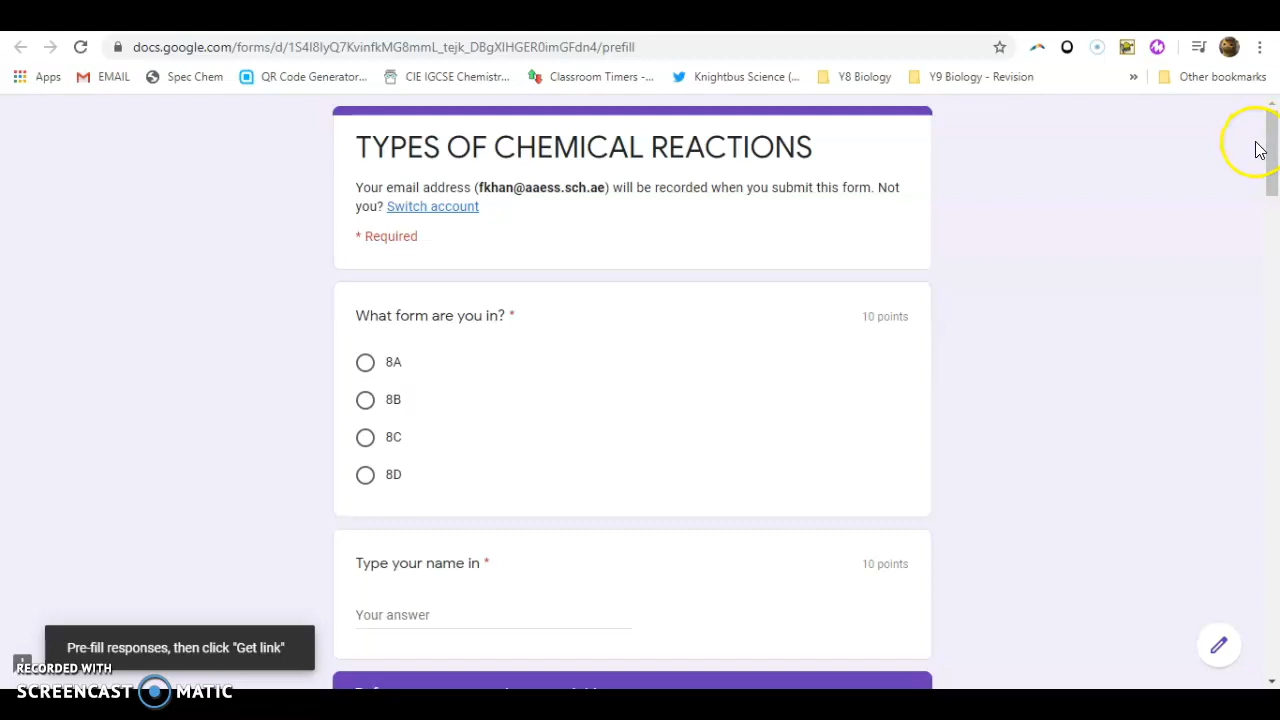 docs.google.com/forms/d/1S4I8IyQ7KvinfkMG8mmL_tejk_DBgXIHGER0imGFdn4/prefill
Apps EMAIL Spec Chem QR Code Generator... CIE IGCSE Chemistr... Classroom Timers -... Knightbus Science (... Y8 Biology Y9 Biology - Revision » Other bookmarks
TYPES OF CHEMICAL REACTIONS
Your email address (fkhan@aaess.sch.ae) will be recorded when you submit this form. Not
you? Switch account
* Required
What form are you in? * 10 points
8A
8B
8C
8D
Type your name in * 10 points
Your answer
Pre-fill responses, then click "Get link"
RECORDED WITH
SCREENCAST MATIC